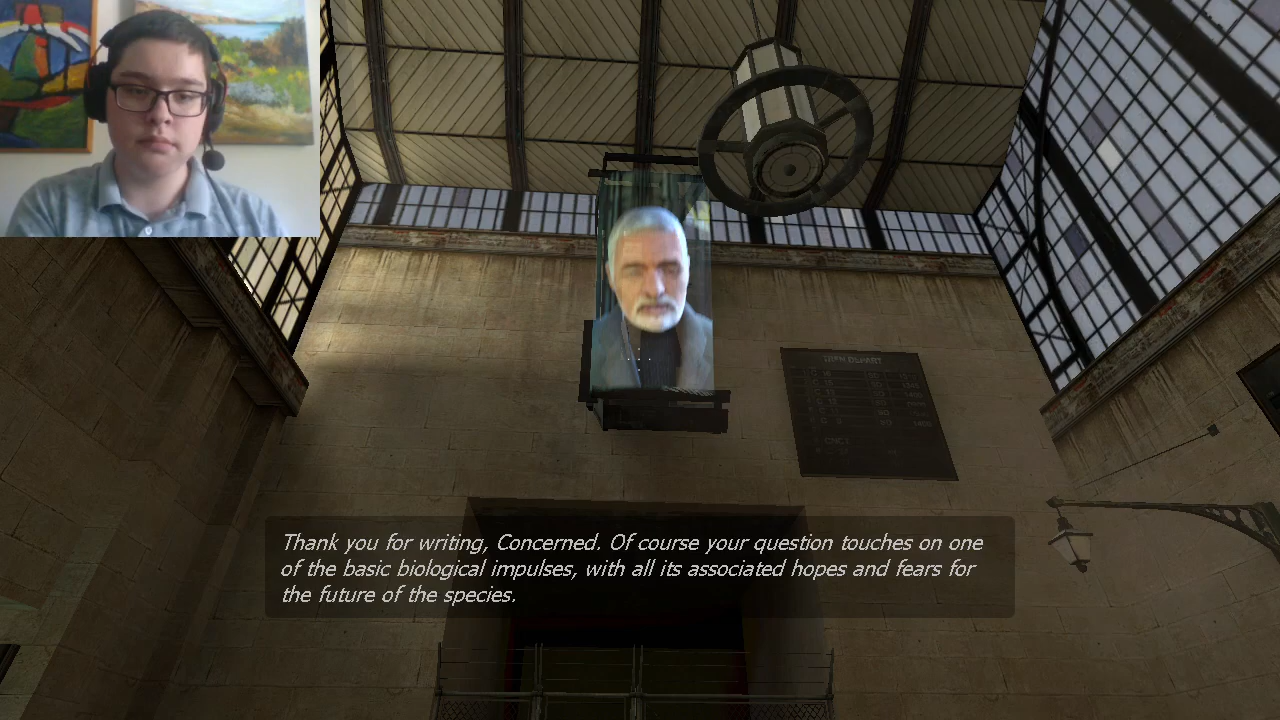 Thank you for writing, Concerned. Of course your question touches on one
of the basic biological impulses, with all its associated hopes and fears for
the future of the species.